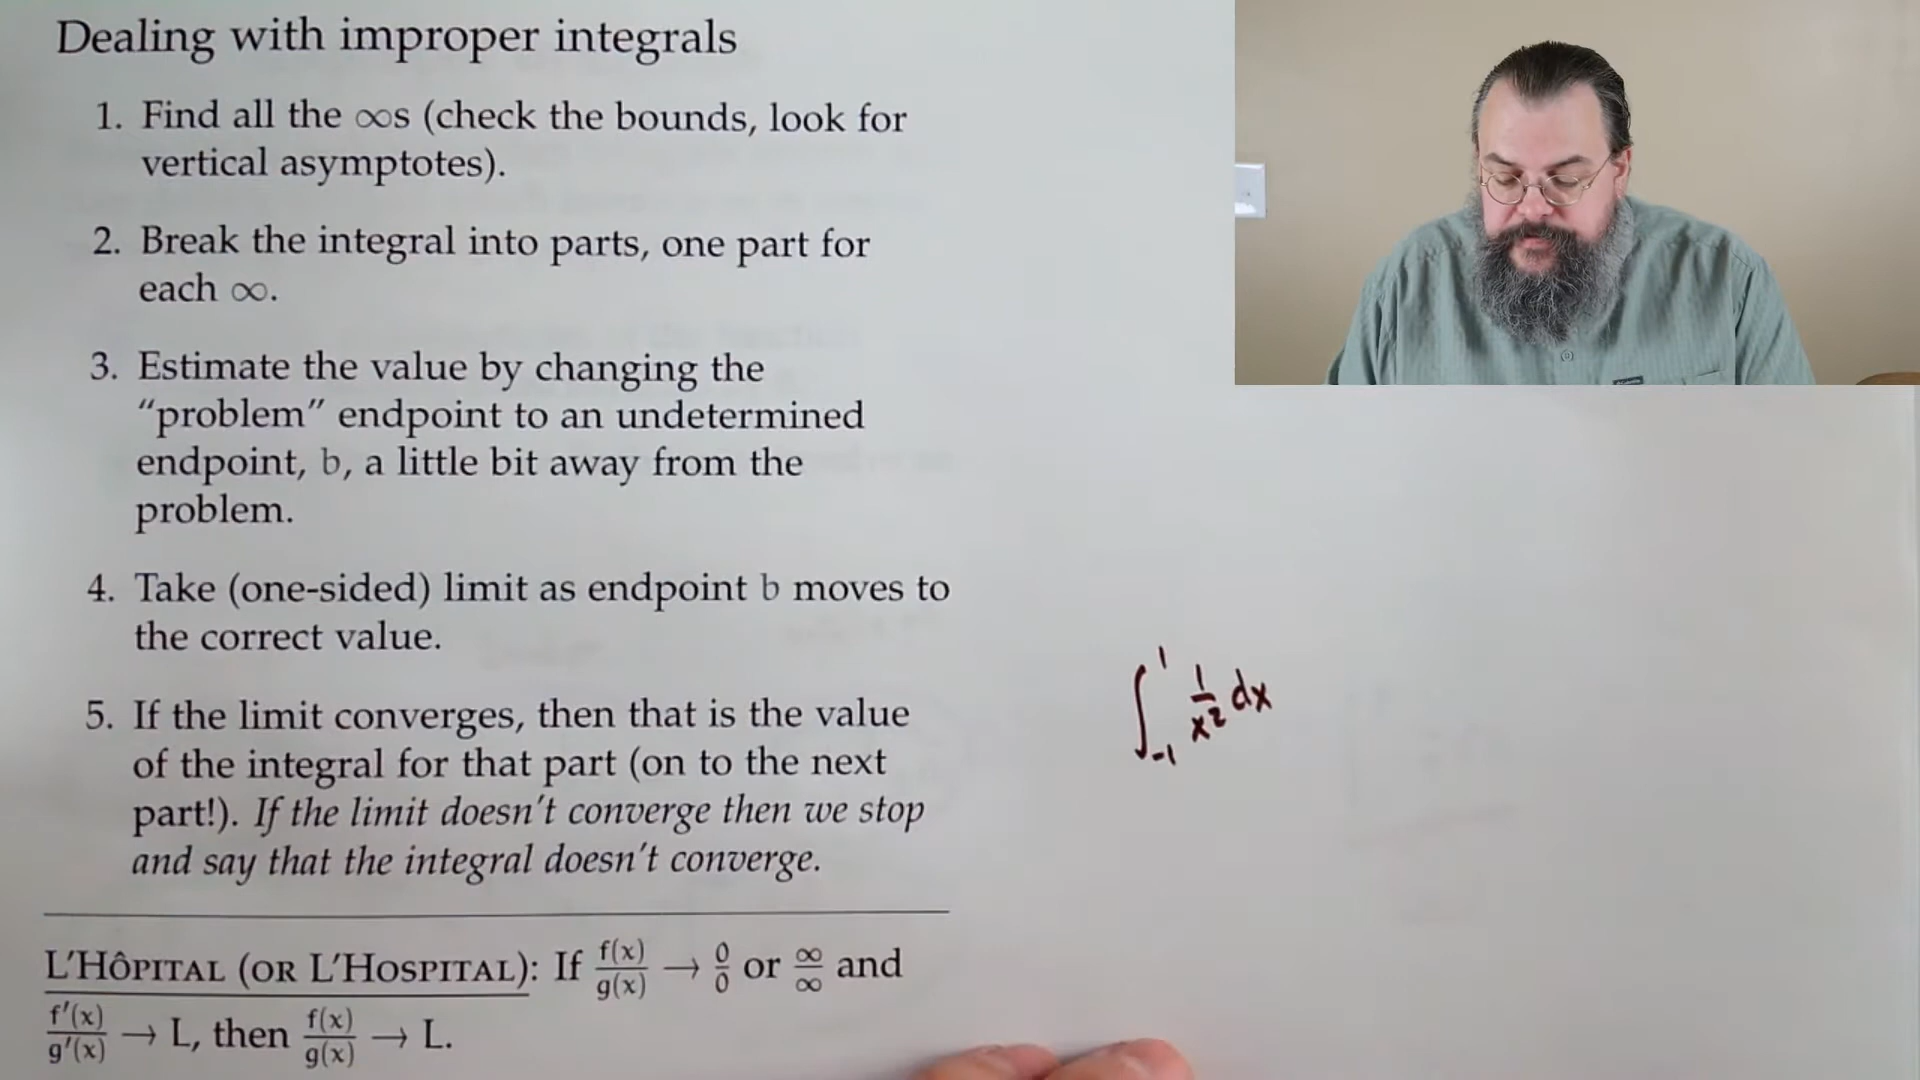 Dealing with improper integrals
1. Find all the ∞s (check the bounds, look for
vertical asymptotes).
2. Break the integral into parts, one part for
each ∞.
3. Estimate the value by changing the
“problem” endpoint to an undetermined
endpoint, b, a little bit away from the
problem.
4. Take (one-sided) limit as endpoint b moves to
the correct value.
5. If the limit converges, then that is the value
of the integral for that part (on to the next
part!). If the limit doesn't converge then we stop
and say that the integral doesn't converge.
∫₋₁¹ 1/x² dx
L'HÔPITAL (OR L'HOSPITAL): If f(x)/g(x) → 0/0 or ∞/∞ and
f′(x)/g′(x) → L, then f(x)/g(x) → L.